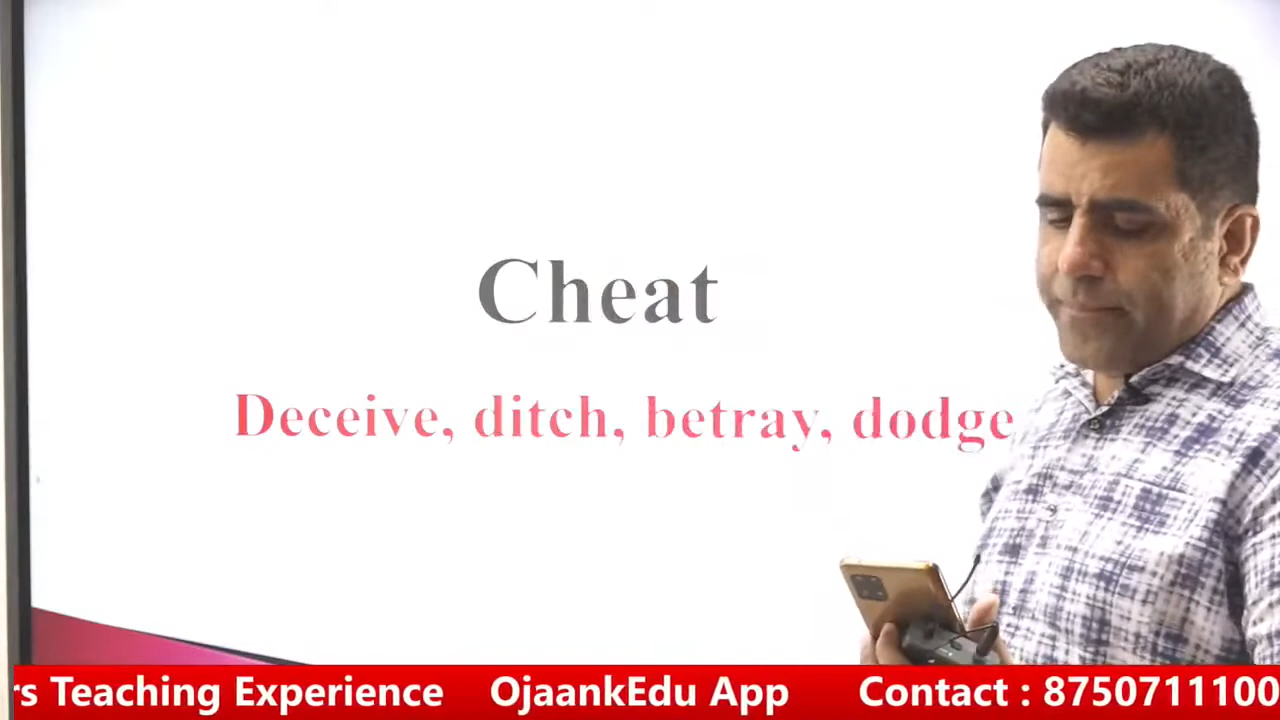 Cheat
Deceive, ditch, betray, dodge
rs Teaching Experience OjaankEdu App Contact : 8750711100